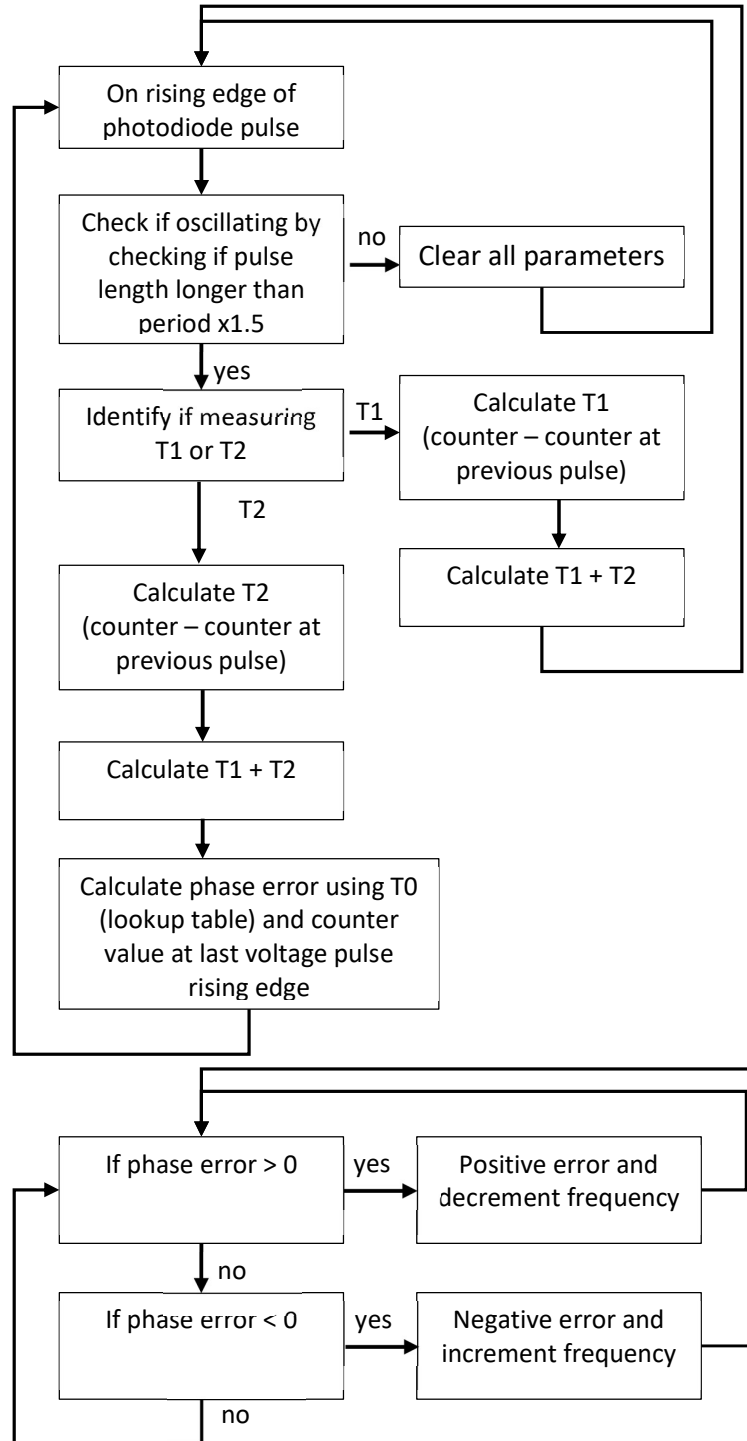 On rising edge of
photodiode pulse
Check if oscillating by
checking if pulse
length longer than
period x1.5
no
Clear all parameters
yes
Identify if measuring
T1 or T2
T1
Calculate T1
(counter – counter at
previous pulse)
Calculate T1 + T2
T2
Calculate T2
(counter – counter at
previous pulse)
Calculate T1 + T2
Calculate phase error using T0
(lookup table) and counter
value at last voltage pulse
rising edge
If phase error > 0
yes
Positive error and
decrement frequency
no
If phase error < 0
yes
Negative error and
increment frequency
no